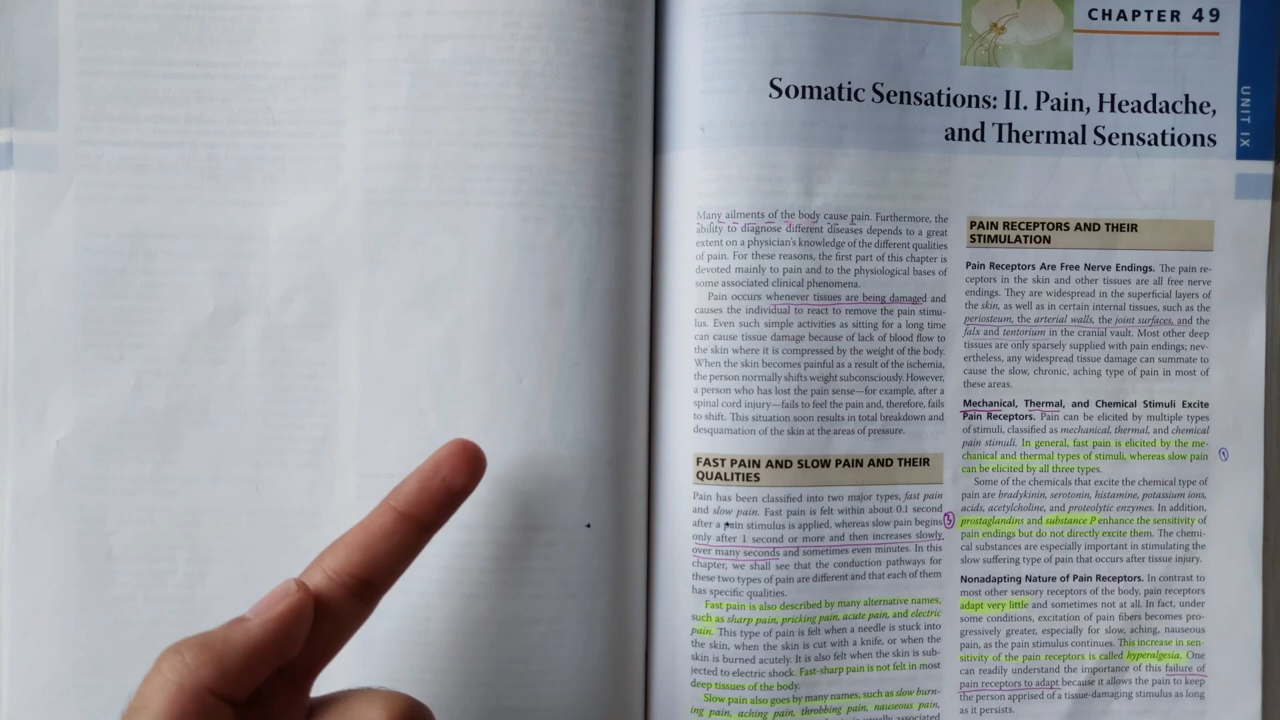 CHAPTER 49
UNIT IX
Somatic Sensations: II. Pain, Headache,
and Thermal Sensations
Many ailments of the body cause pain. Furthermore, the
ability to diagnose different diseases depends to a great
extent on a physician's knowledge of the different qualities
of pain. For these reasons, the first part of this chapter is
devoted mainly to pain and to the physiological bases of
some associated clinical phenomena.
Pain occurs whenever tissues are being damaged and
causes the individual to react to remove the pain stimu-
lus. Even such simple activities as sitting for a long time
can cause tissue damage because of lack of blood flow to
the skin where it is compressed by the weight of the body.
When the skin becomes painful as a result of the ischemia,
the person normally shifts weight subconsciously. However,
a person who has lost the pain sense—for example, after a
spinal cord injury—fails to feel the pain and, therefore, fails
to shift. This situation soon results in total breakdown and
desquamation of the skin at the areas of pressure.
FAST PAIN AND SLOW PAIN AND THEIR
QUALITIES
Pain has been classified into two major types, fast pain
and slow pain. Fast pain is felt within about 0.1 second
after a pain stimulus is applied, whereas slow pain begins
only after 1 second or more and then increases slowly
over many seconds and sometimes even minutes. In this
chapter, we shall see that the conduction pathways for
these two types of pain are different and that each of them
has specific qualities.
Fast pain is also described by many alternative names,
such as sharp pain, pricking pain, acute pain, and electric
pain. This type of pain is felt when a needle is stuck into
the skin, when the skin is cut with a knife, or when the
skin is burned acutely. It is also felt when the skin is sub-
jected to electric shock. Fast-sharp pain is not felt in most
deep tissues of the body.
Slow pain also goes by many names, such as slow burn-
ing pain, aching pain, throbbing pain, nauseous pain,
associated
PAIN RECEPTORS AND THEIR
STIMULATION
Pain Receptors Are Free Nerve Endings. The pain re-
ceptors in the skin and other tissues are all free nerve
endings. They are widespread in the superficial layers of
the skin, as well as in certain internal tissues, such as the
periosteum, the arterial walls, the joint surfaces, and the
falx and tentorium in the cranial vault. Most other deep
tissues are only sparsely supplied with pain endings; nev-
ertheless, any widespread tissue damage can summate to
cause the slow, chronic, aching type of pain in most of
these areas.
Mechanical, Thermal, and Chemical Stimuli Excite
Pain Receptors. Pain can be elicited by multiple types
of stimuli, classified as mechanical, thermal, and chemical
pain stimuli. In general, fast pain is elicited by the me-
chanical and thermal types of stimuli, whereas slow pain
can be elicited by all three types.
Some of the chemicals that excite the chemical type of
pain are bradykinin, serotonin, histamine, potassium ions,
acids, acetylcholine, and proteolytic enzymes. In addition,
prostaglandins and substance P enhance the sensitivity of
pain endings but do not directly excite them. The chemi-
cal substances are especially important in stimulating the
slow suffering type of pain that occurs after tissue injury.
Nonadapting Nature of Pain Receptors. In contrast to
most other sensory receptors of the body, pain receptors
adapt very little and sometimes not at all. In fact, under
some conditions, excitation of pain fibers becomes pro-
gressively greater, especially for slow, aching, nauseous
pain, as the pain stimulus continues. This increase in sen-
sitivity of the pain receptors is called hyperalgesia. One
can readily understand the importance of this failure of
pain receptors to adapt because it allows the pain to keep
the person apprised of a tissue-damaging stimulus as long
as it persists.